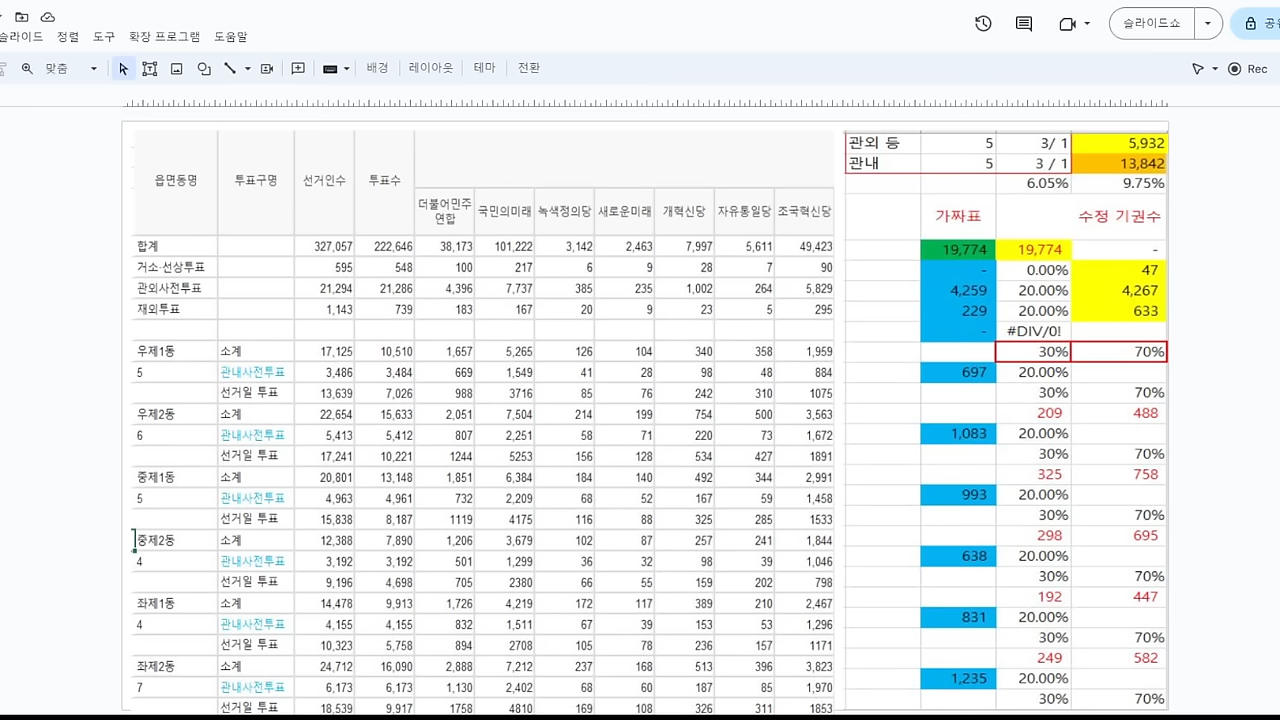 슬라이드 정렬 도구 확장 프로그램 도움말 슬라이드쇼
맞춤 배경 레이아웃 테마 전환 Rec
읍면동명 투표구명 선거인수 투표수 더불어민주연합 국민의미래 녹색정의당 새로운미래 개혁신당 자유통일당 조국혁신당
합계 327,057 222,646 38,173 101,222 3,142 2,463 7,997 5,611 49,423
거소·선상투표 595 548 100 217 6 9 28 7 90
관외사전투표 21,294 21,286 4,396 7,737 385 235 1,002 264 5,829
재외투표 1,143 739 183 167 20 9 23 5 295
우제1동 소계 17,125 10,510 1,657 5,265 126 104 340 358 1,959
5 관내사전투표 3,486 3,484 669 1,549 41 28 98 48 884
선거일 투표 13,639 7,026 988 3716 85 76 242 310 1075
우제2동 소계 22,654 15,633 2,051 7,504 214 199 754 500 3,563
6 관내사전투표 5,413 5,412 807 2,251 58 71 220 73 1,672
선거일 투표 17,241 10,221 1244 5253 156 128 534 427 1891
중제1동 소계 20,801 13,148 1,851 6,384 184 140 492 344 2,991
5 관내사전투표 4,963 4,961 732 2,209 68 52 167 59 1,458
선거일 투표 15,838 8,187 1119 4175 116 88 325 285 1533
중제2동 소계 12,388 7,890 1,206 3,679 102 87 257 241 1,844
4 관내사전투표 3,192 3,192 501 1,299 36 32 98 39 1,046
선거일 투표 9,196 4,698 705 2380 66 55 159 202 798
좌제1동 소계 14,478 9,913 1,726 4,219 172 117 389 210 2,467
4 관내사전투표 4,155 4,155 832 1,511 67 39 153 53 1,296
선거일 투표 10,323 5,758 894 2708 105 78 236 157 1171
좌제2동 소계 24,712 16,090 2,888 7,212 237 168 513 396 3,823
7 관내사전투표 6,173 6,173 1,130 2,402 68 60 187 85 1,970
선거일 투표 18,539 9,917 1758 4810 169 108 326 311 1853
관외 등 5 3/ 1 5,932
관내 5 3 / 1 13,842
6.05% 9.75%
가짜표 수정 기권수
19,774 19,774 -
- 0.00% 47
4,259 20.00% 4,267
229 20.00% 633
- #DIV/0!
30% 70%
697 20.00%
30% 70%
209 488
1,083 20.00%
30% 70%
325 758
993 20.00%
30% 70%
298 695
638 20.00%
30% 70%
192 447
831 20.00%
30% 70%
249 582
1,235 20.00%
30% 70%